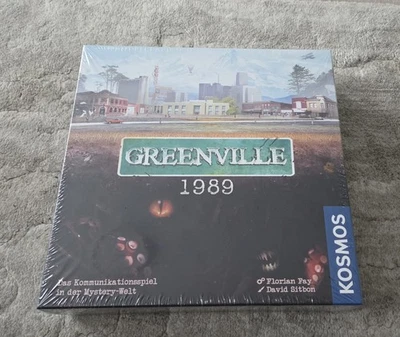 GREENVILLE
1989
Das Kommunikationsspiel
in der Mystery-Welt
Florian Fay
David Sitbon
KOSMOS